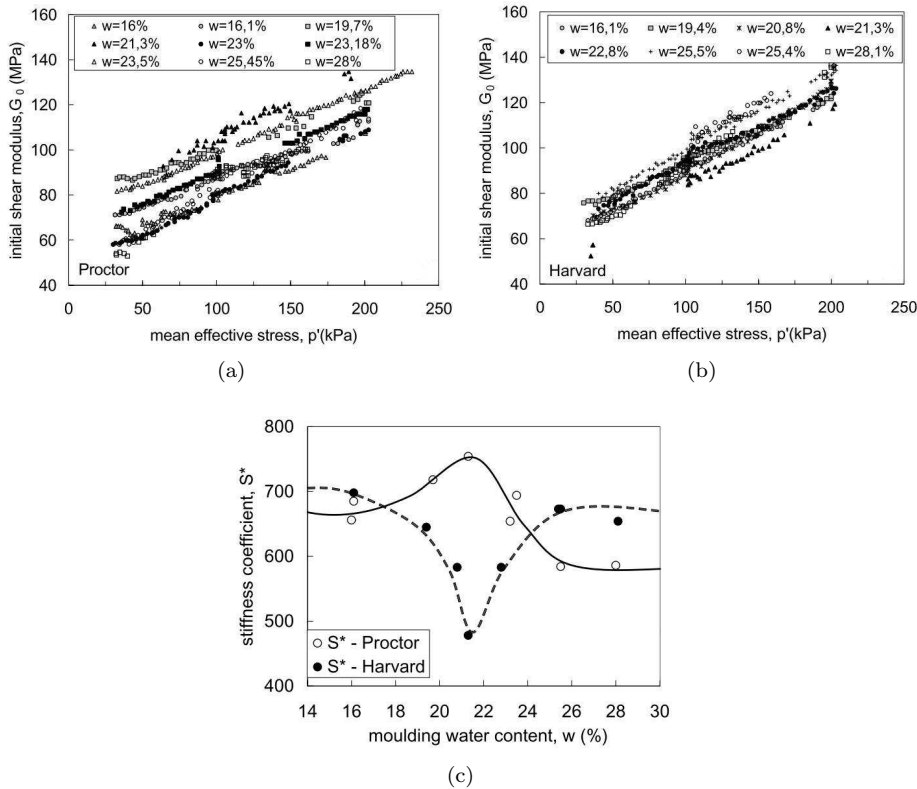 160
140
120
100
80
60
40
initial shear modulus, G0 (MPa)
w=16% w=16,1% w=19,7%
w=21,3% w=23% w=23,18%
w=23,5% w=25,45% w=28%
Proctor
0 50 100 150 200 250
mean effective stress, p'(kPa)
(a)
160
140
120
100
80
60
40
initial shear modulus, G0 (MPa)
w=16,1% w=19,4% w=20,8% w=21,3%
w=22,8% w=25,5% w=25,4% w=28,1%
Harvard
0 50 100 150 200 250
mean effective stress, p'(kPa)
(b)
800
700
600
500
400
stiffness coefficient, S*
S* - Proctor
S* - Harvard
14 16 18 20 22 24 26 28 30
moulding water content, w (%)
(c)